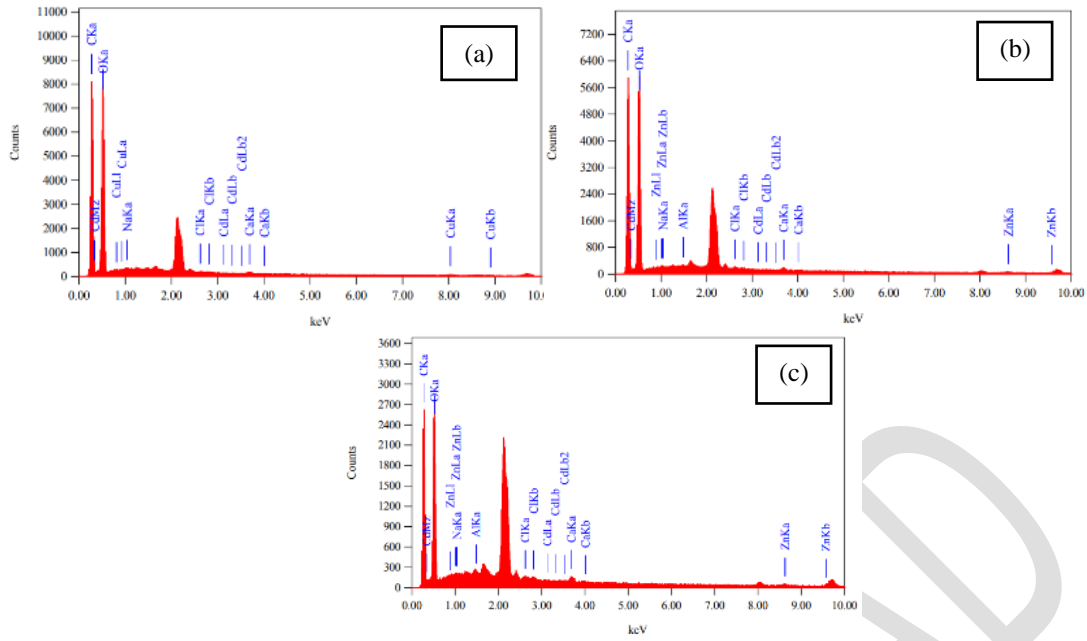 (a)
11000
10000
9000
8000
7000
6000
5000
4000
3000
2000
1000
0
Counts
CKa
OKa
CdMz
CuLl
CuLa
NaKa
ClKa
ClKb
CdLa
CdLb
CdLb2
CaKa
CaKb
CuKa
CuKb
0.00 1.00 2.00 3.00 4.00 5.00 6.00 7.00 8.00 9.00 10.0
keV
(b)
7200
6400
5600
4800
4000
3200
2400
1600
800
0
Counts
CKa
OKa
CdMz
ZnLl
ZnLa ZnLb
NaKa
AlKa
ClKa
ClKb
CdLa
CdLb
CdLb2
CaKa
CaKb
ZnKa
ZnKb
0.00 1.00 2.00 3.00 4.00 5.00 6.00 7.00 8.00 9.00 10.00
keV
(c)
3600
3300
3000
2700
2400
2100
1800
1500
1200
900
600
300
0
Counts
CKa
OKa
CdMz
ZnLl
ZnLa ZnLb
NaKa
AlKa
ClKa
ClKb
CdLa
CdLb
CdLb2
CaKa
CaKb
ZnKa
ZnKb
0.00 1.00 2.00 3.00 4.00 5.00 6.00 7.00 8.00 9.00 10.00
keV